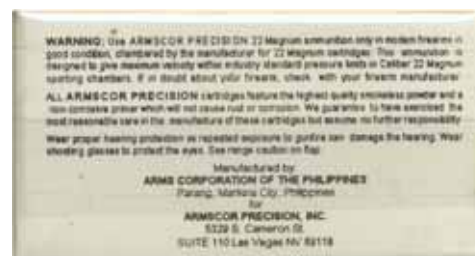 WARNING: Use ARMSCOR PRECISION 22 Magnum ammunition only in modern firearms in
good condition, chambered by the manufacturer for 22 Magnum cartridges. This ammunition is
designed to give maximum velocity within industry standard pressure limits in Caliber 22 Magnum
sporting chambers. If in doubt about your firearm, check with your firearm manufacturer.
ALL ARMSCOR PRECISION cartridges feature the highest quality smokeless powder and a
non-corrosive primer which will not cause rust or corrosion. We guarantee to have exercised the
most reasonable care in the manufacture of these cartridges but assume no further responsibility.
Wear proper hearing protection as repeated exposure to gunfire can damage the hearing. Wear
shooting glasses to protect the eyes. See range caution on flap.
Manufactured by:
ARMS CORPORATION OF THE PHILIPPINES
Parang, Marikina City, Philippines
for
ARMSCOR PRECISION, INC.
5329 S. Cameron St.
SUITE 110 Las Vegas NV 89118